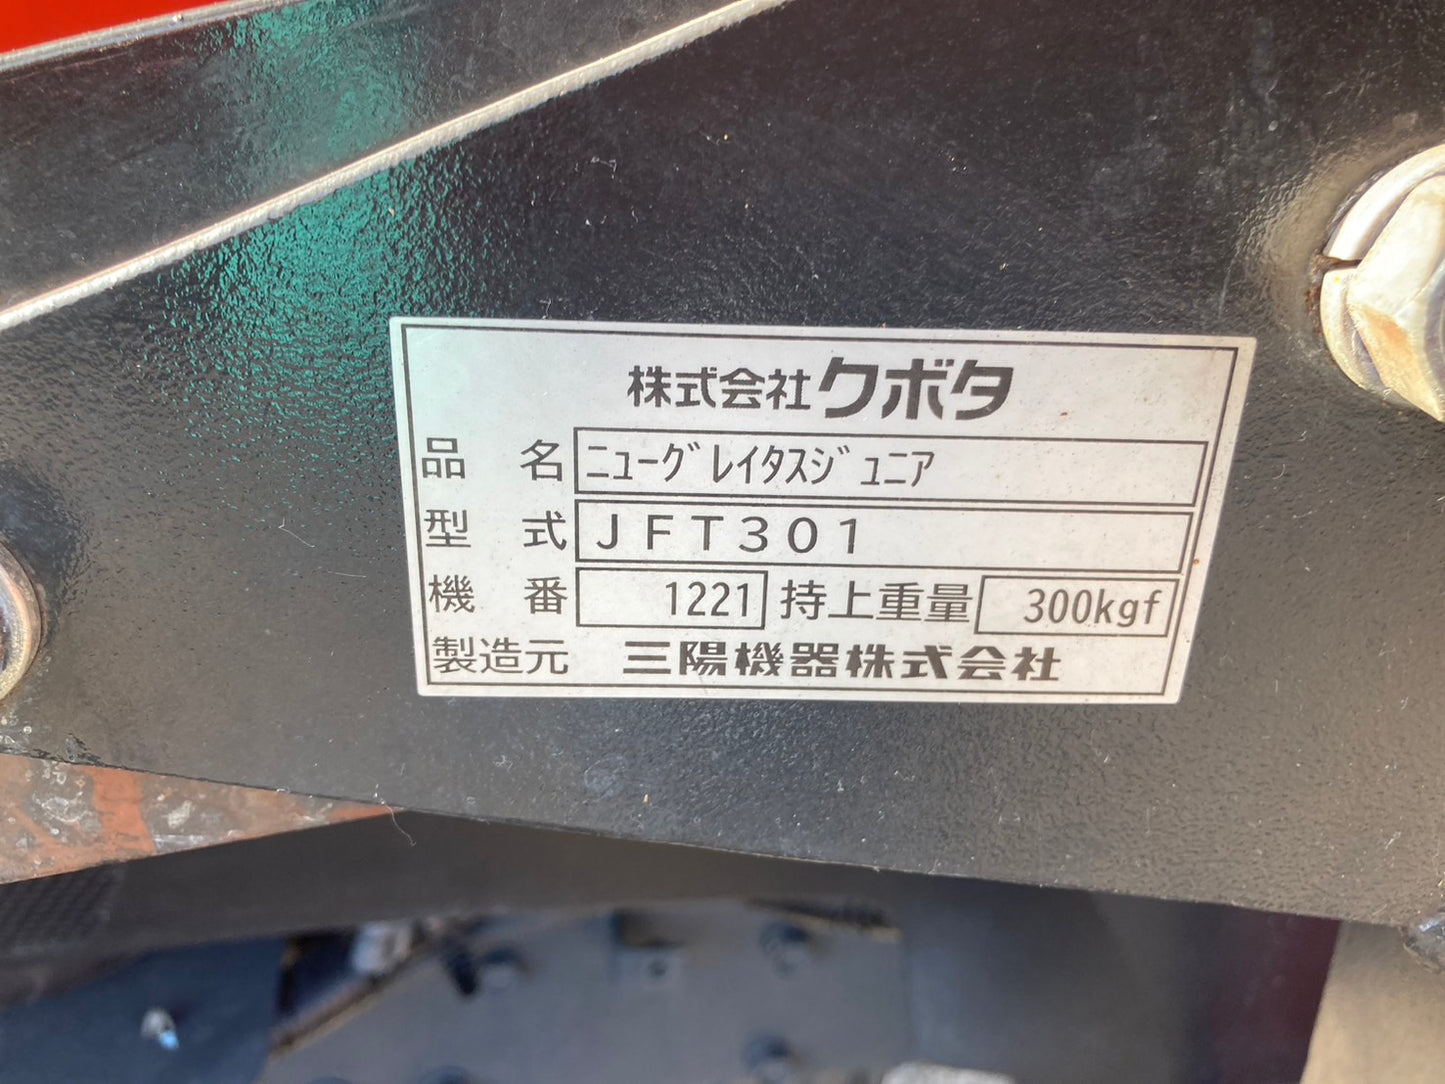 株式会社クボタ
品 名 ﾆｭｰｸﾞﾚｲﾀｽｼﾞｭﾆｱ
型 式 ＪＦＴ３０１
機 番 1221 持上重量 300kgf
製造元 三陽機器株式会社